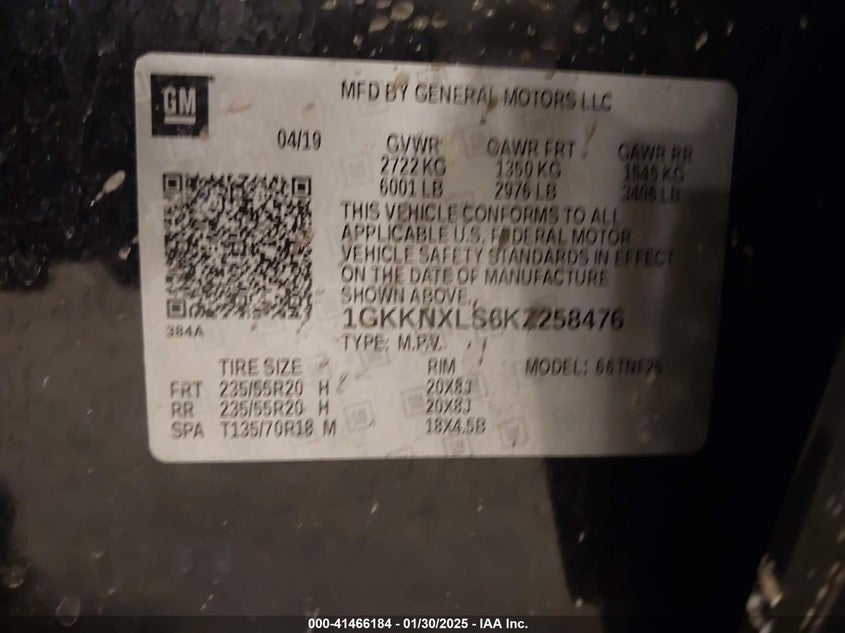 GM
MFD BY GENERAL MOTORS LLC
04/19 GVWR GAWR FRT GAWR RR
2722 KG 1350 KG 1545 KG
6001 LB 2976 LB 3406 LB
THIS VEHICLE CONFORMS TO ALL
APPLICABLE U.S. FEDERAL MOTOR
VEHICLE SAFETY STANDARDS IN EFFECT
ON THE DATE OF MANUFACTURE
SHOWN ABOVE.
384A
1GKKNXLS6KZ258476
TYPE: M.P.V.
TIRE SIZE RIM MODEL:
FRT 235/55R20 H 20X8J
RR 235/55R20 H 20X8J
SPA T135/70R18 M 18X4.5B
000-41466184 — 01/30/2025 - IAA Inc.